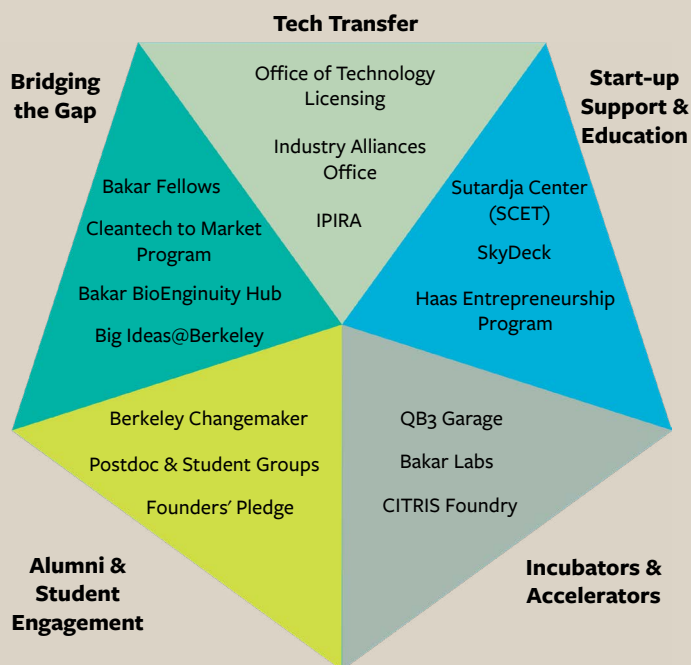 Tech Transfer
Office of Technology
Licensing
Industry Alliances
Office
IPIRA
Bridging
the Gap
Bakar Fellows
Cleantech to Market
Program
Bakar BioEnginuity Hub
Big Ideas@Berkeley
Start-up
Support &
Education
Sutardja Center
(SCET)
SkyDeck
Haas Entrepreneurship
Program
Berkeley Changemaker
Postdoc & Student Groups
Founders' Pledge
Alumni &
Student
Engagement
QB3 Garage
Bakar Labs
CITRIS Foundry
Incubators &
Accelerators